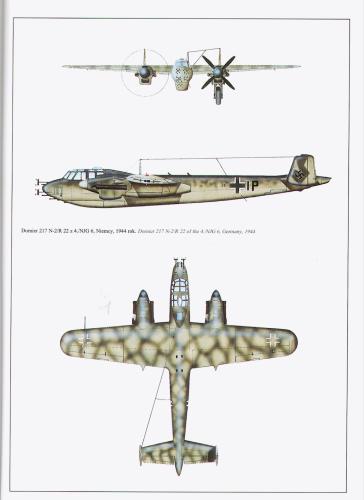 IP
Dornier 217 N-2/R 22 z 4./NJG 6, Niemcy, 1944 rok. Dornier 217 N-2/R 22 of the 4./NJG 6, Germany, 1944